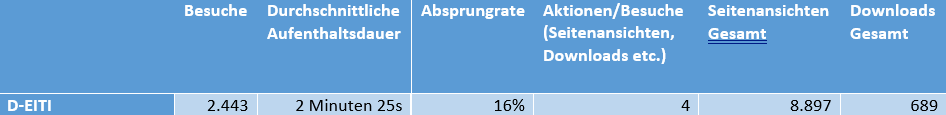 Besuche
Durchschnittliche
Aufenthaltsdauer
Absprungrate
Aktionen/Besuche
(Seitenansichten,
Downloads etc.)
Seitenansichten
Gesamt
Downloads
Gesamt
D-EITI 2.443 2 Minuten 25s 16% 4 8.897 689